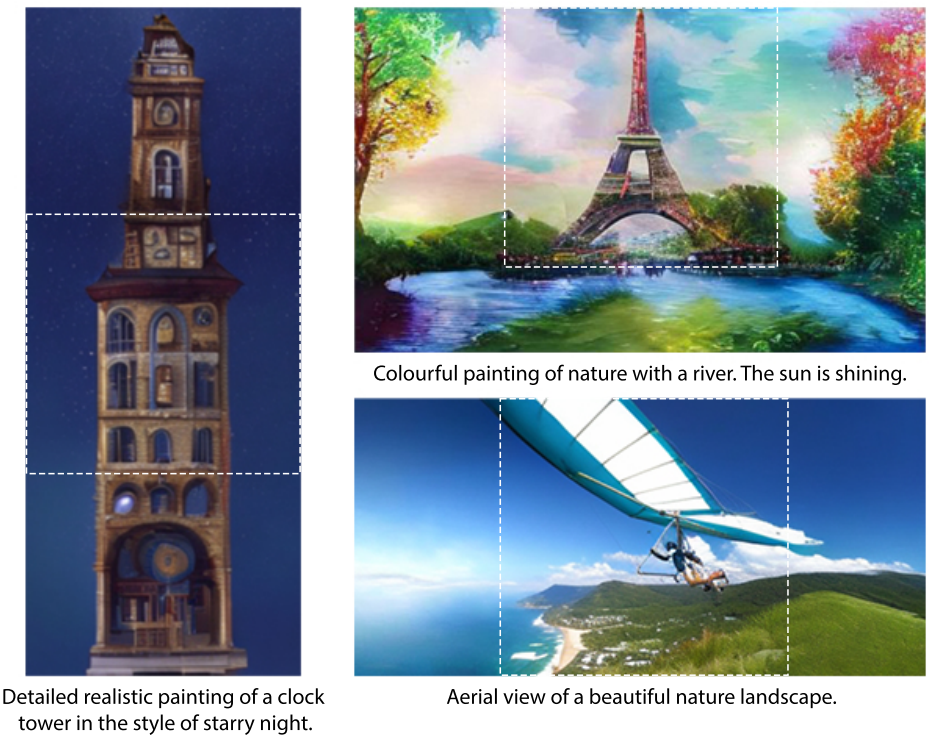 Colourful painting of nature with a river. The sun is shining.
Detailed realistic painting of a clock
tower in the style of starry night.
Aerial view of a beautiful nature landscape.